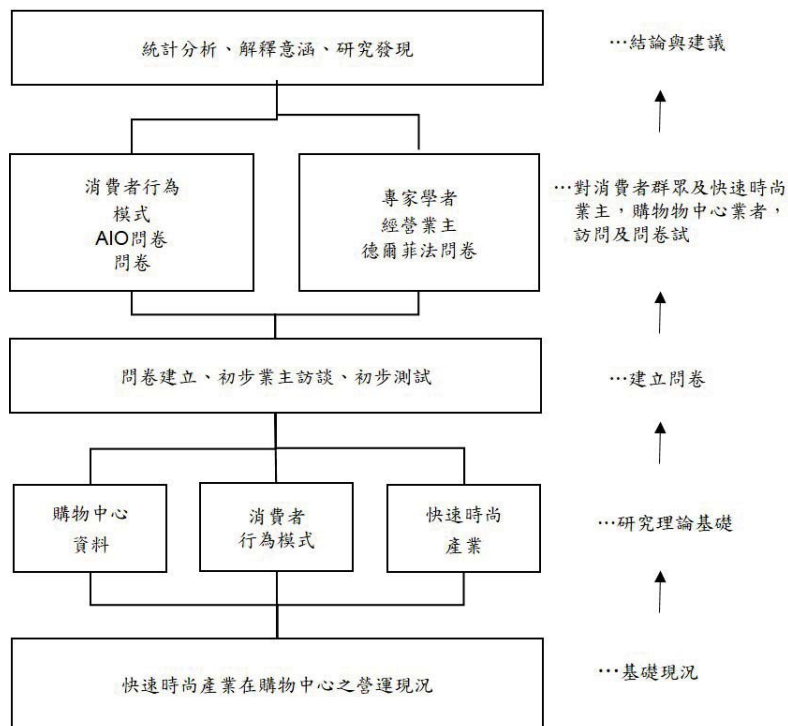 統計分析、解釋意涵、研究發現
…結論與建議
消費者行為
模式
AIO問卷
問卷
專家學者
經營業主
德爾菲法問卷
…對消費者群眾及快速時尚
業主，購物物中心業者，
訪問及問卷試
問卷建立、初步業主訪談、初步測試
…建立問卷
購物中心
資料
消費者
行為模式
快速時尚
產業
…研究理論基礎
快速時尚產業在購物中心之營運現況
…基礎現況